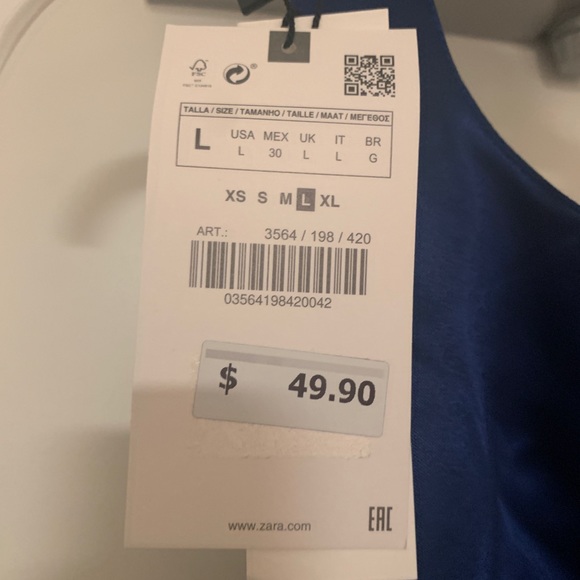 FSC
®
TALLA / SIZE / TAMANHO / TAILLE / MAAT / ΜΕΓΕΘΟΣ
L USA MEX UK IT BR
L 30 L L G
XS S M L XL
ART.: 3564 / 198 / 420
03564198420042
$ 49.90
www.zara.com
EAC